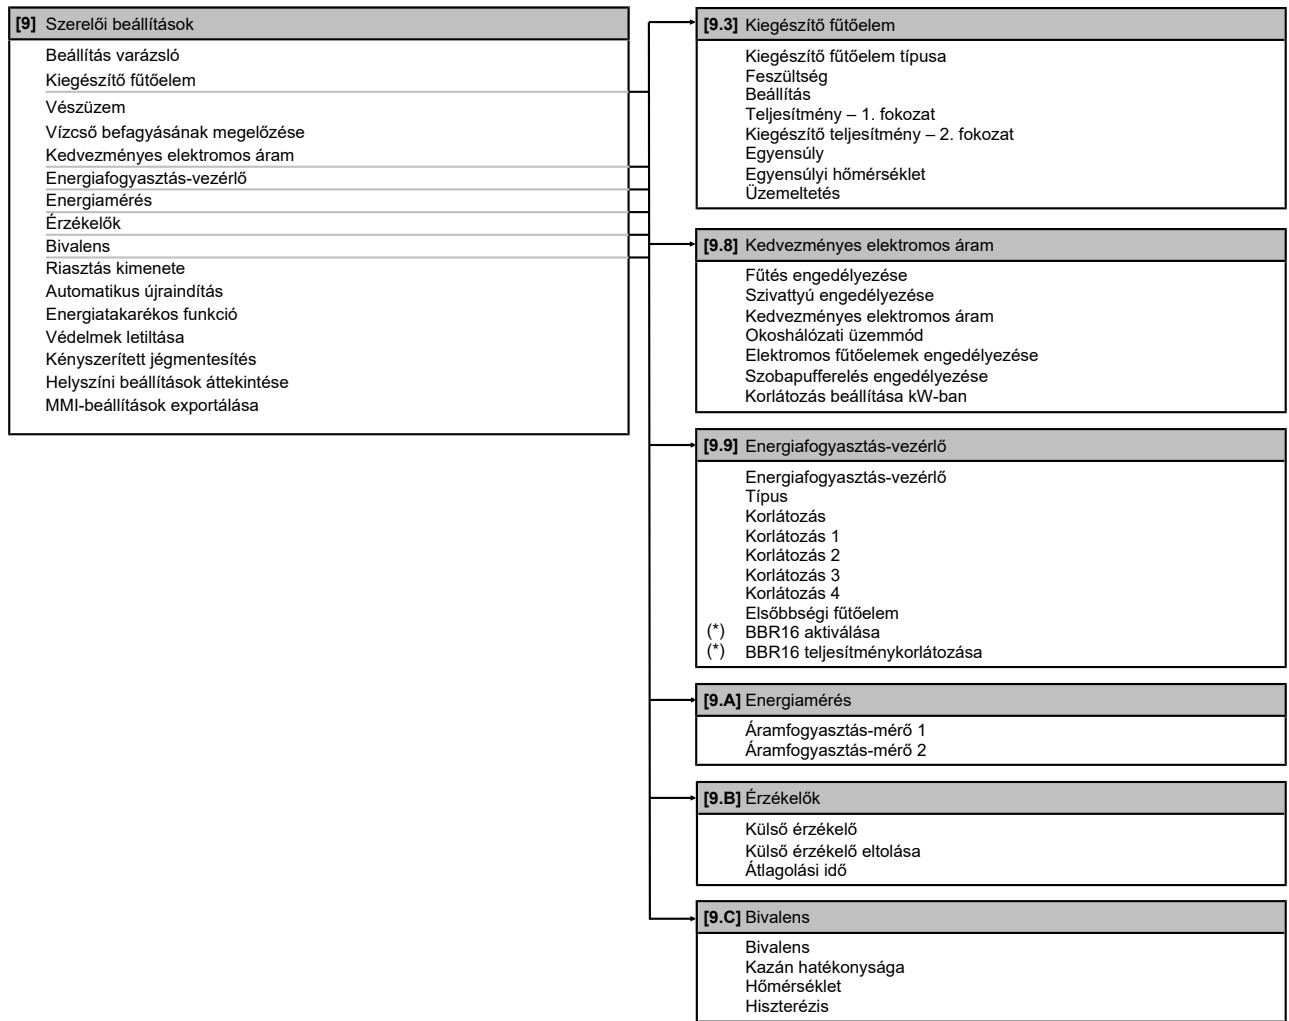 [9] Szerelői beállítások
Beállítás varázsló
Kiegészítő fűtőelem
Vészüzem
Vízcső befagyásának megelőzése
Kedvezményes elektromos áram
Energiafogyasztás-vezérlő
Energiamérés
Érzékelők
Bivalens
Riasztás kimenete
Automatikus újraindítás
Energiatakarékos funkció
Védelmek letiltása
Kényszerített jégmentesítés
Helyszíni beállítások áttekintése
MMI-beállítások exportálása
[9.3] Kiegészítő fűtőelem
Kiegészítő fűtőelem típusa
Feszültség
Beállítás
Teljesítmény – 1. fokozat
Kiegészítő teljesítmény – 2. fokozat
Egyensúly
Egyensúlyi hőmérséklet
Üzemeltetés
[9.8] Kedvezményes elektromos áram
Fűtés engedélyezése
Szivattyú engedélyezése
Kedvezményes elektromos áram
Okoshálózati üzemmód
Elektromos fűtőelemek engedélyezése
Szobapufferelés engedélyezése
Korlátozás beállítása kW-ban
[9.9] Energiafogyasztás-vezérlő
Energiafogyasztás-vezérlő
Típus
Korlátozás
Korlátozás 1
Korlátozás 2
Korlátozás 3
Korlátozás 4
Elsőbbségi fűtőelem
(*) BBR16 aktiválása
(*) BBR16 teljesítménykorlátozása
[9.A] Energiamérés
Áramfogyasztás-mérő 1
Áramfogyasztás-mérő 2
[9.B] Érzékelők
Külső érzékelő
Külső érzékelő eltolása
Átlagolási idő
[9.C] Bivalens
Bivalens
Kazán hatékonysága
Hőmérséklet
Hiszterézis